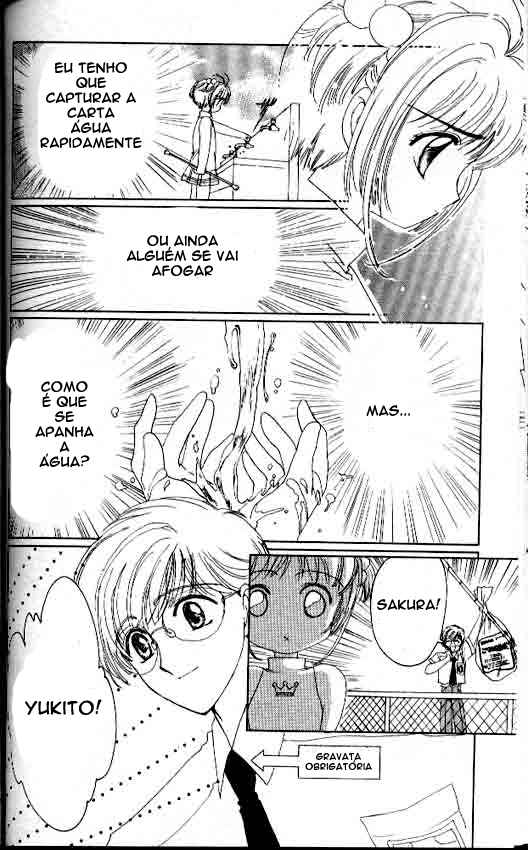 EU TENHO
QUE
CAPTURAR A
CARTA
ÁGUA
RAPIDAMENTE
OU AINDA
ALGUÉM SE VAI
AFOGAR
MAS...
COMO
É QUE
SE
APANHA
A
ÁGUA?
SAKURA!
YUKITO!
GRAVATA
OBRIGATÓRIA